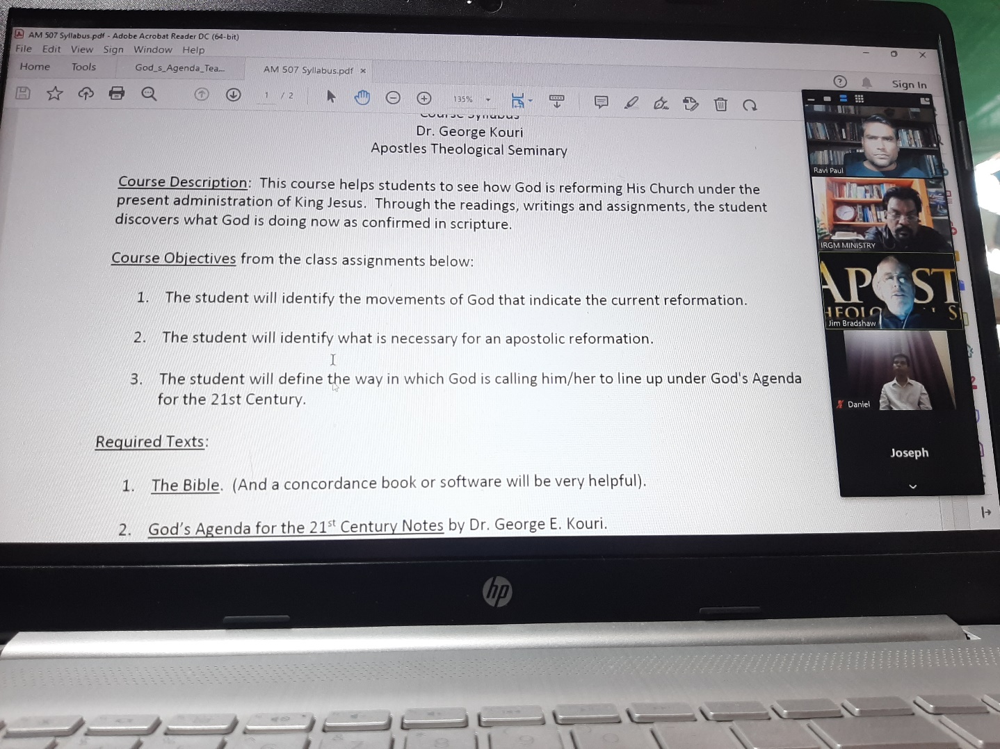 AM 507 Syllabus.pdf - Adobe Acrobat Reader DC (64-bit)
File Edit View Sign Window Help
Home Tools God_s_Agenda_Tea... AM 507 Syllabus.pdf ×
Sign In
1 / 2 135%
Course Syllabus
Dr. George Kouri
Apostles Theological Seminary
Course Description: This course helps students to see how God is reforming His Church under the
present administration of King Jesus. Through the readings, writings and assignments, the student
discovers what God is doing now as confirmed in scripture.
Course Objectives from the class assignments below:
1. The student will identify the movements of God that indicate the current reformation.
2. The student will identify what is necessary for an apostolic reformation.
3. The student will define the way in which God is calling him/her to line up under God's Agenda
for the 21st Century.
Required Texts:
1. The Bible. (And a concordance book or software will be very helpful).
2. God's Agenda for the 21st Century Notes by Dr. George E. Kouri.
Ravi Paul
IRGM MINISTRY
AP ST
Jim Bradshaw
Daniel
Joseph
hp